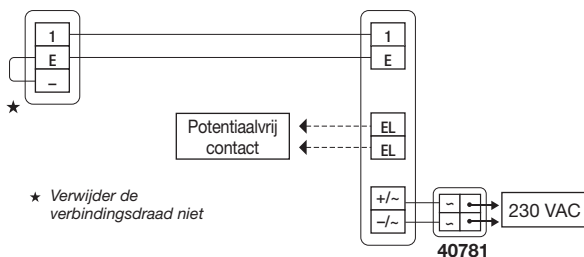 1
E
–
1
E
Potentiaalvrij
contact
EL
EL
★ Verwijder de
verbindingsdraad niet
+/~
–/~
~
~
230 VAC
40781
★